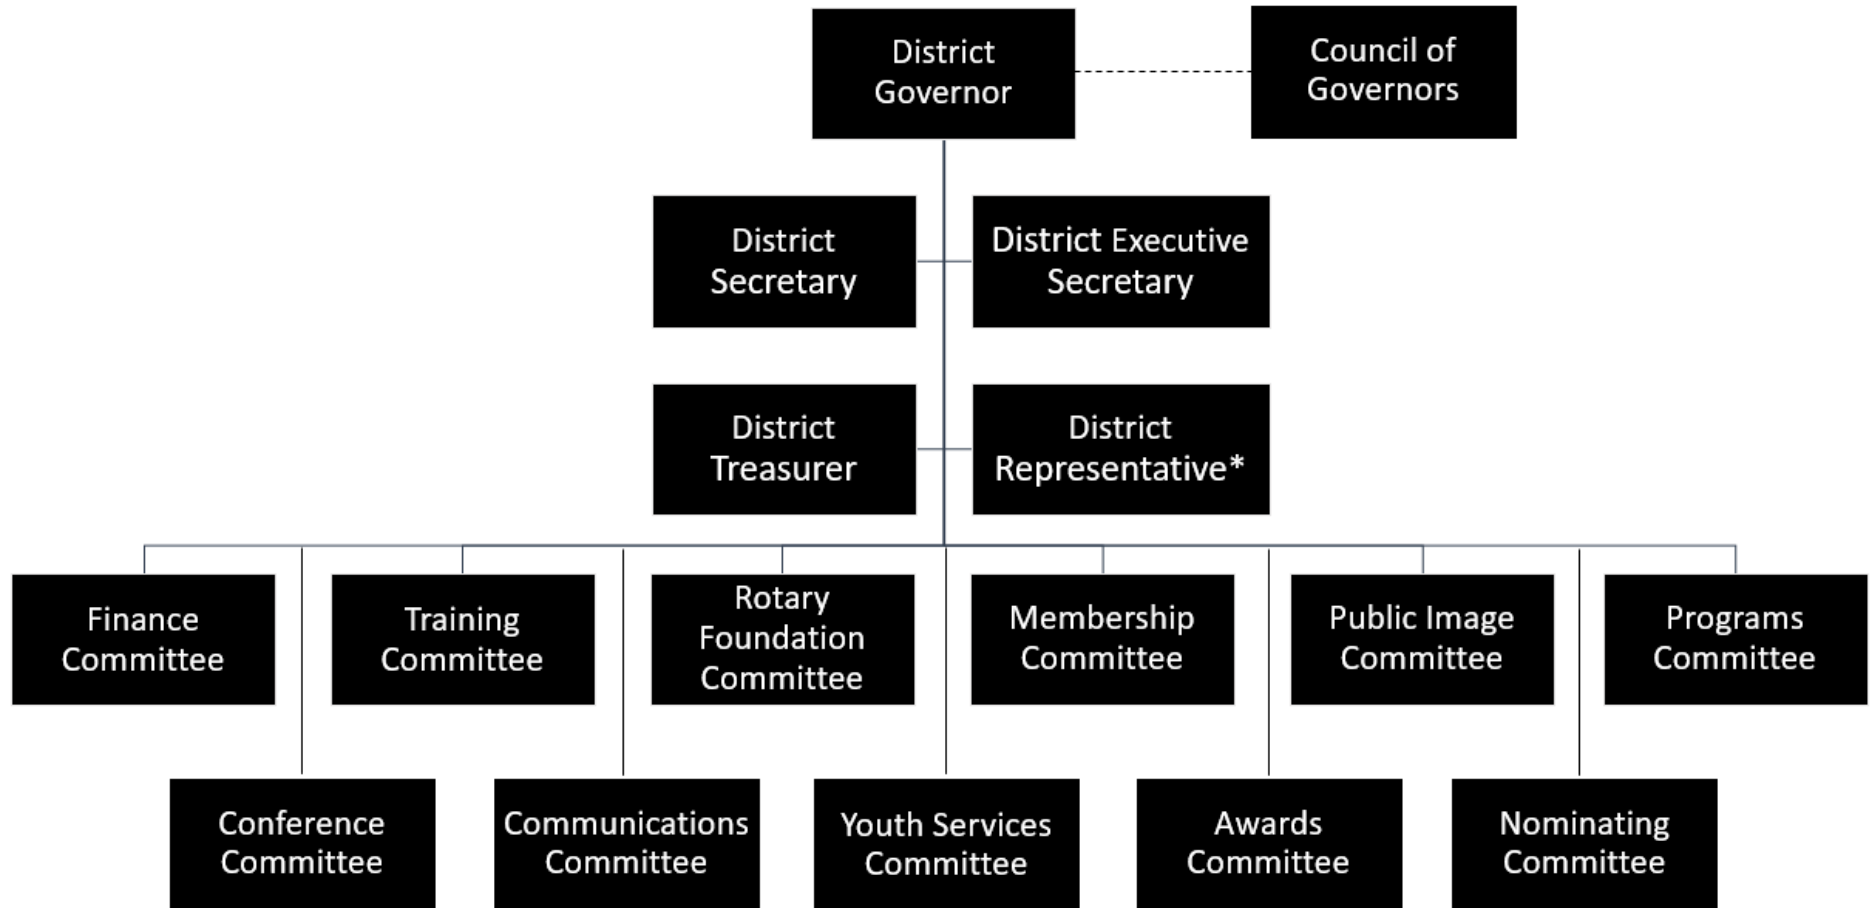 District
Governor
Council of
Governors
District
Secretary
District Executive
Secretary
District
Treasurer
District
Representative*
Finance
Committee
Training
Committee
Rotary
Foundation
Committee
Membership
Committee
Public Image
Committee
Programs
Committee
Conference
Committee
Communications
Committee
Youth Services
Committee
Awards
Committee
Nominating
Committee